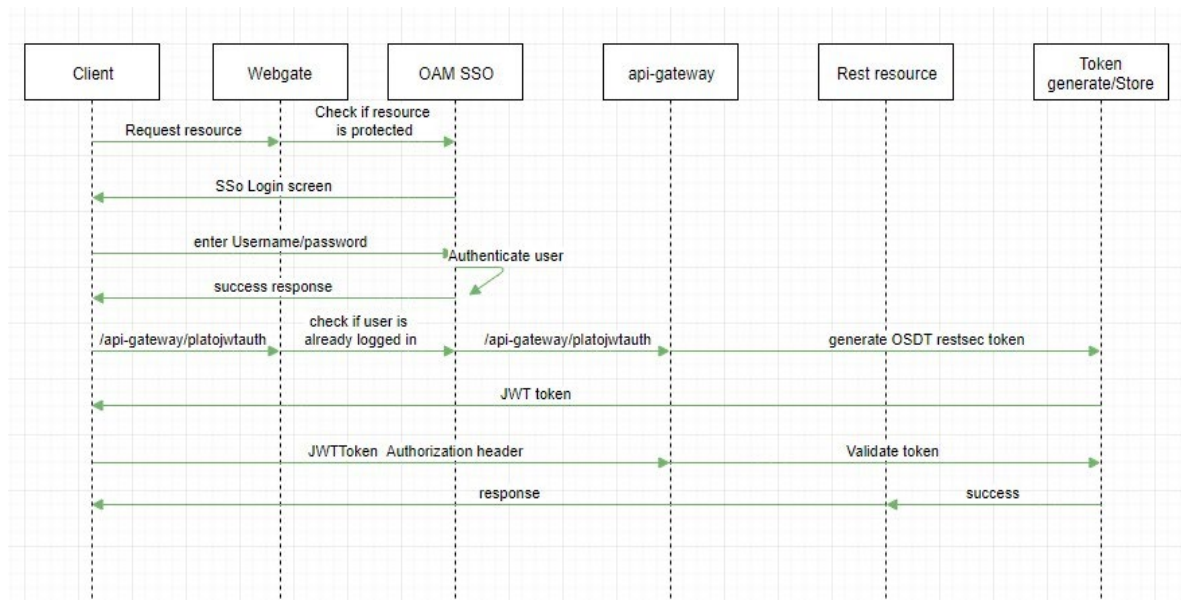 Client
Webgate
OAM SSO
api-gateway
Rest resource
Token
generate/Store
Request resource
Check if resource
is protected
SSo Login screen
enter Username/password
Authenticate user
success response
/api-gateway/platojwtauth
check if user is
already logged in
/api-gateway/platojwtauth
generate OSDT restsec token
JWT token
JWTToken Authorization header
Validate token
response
success